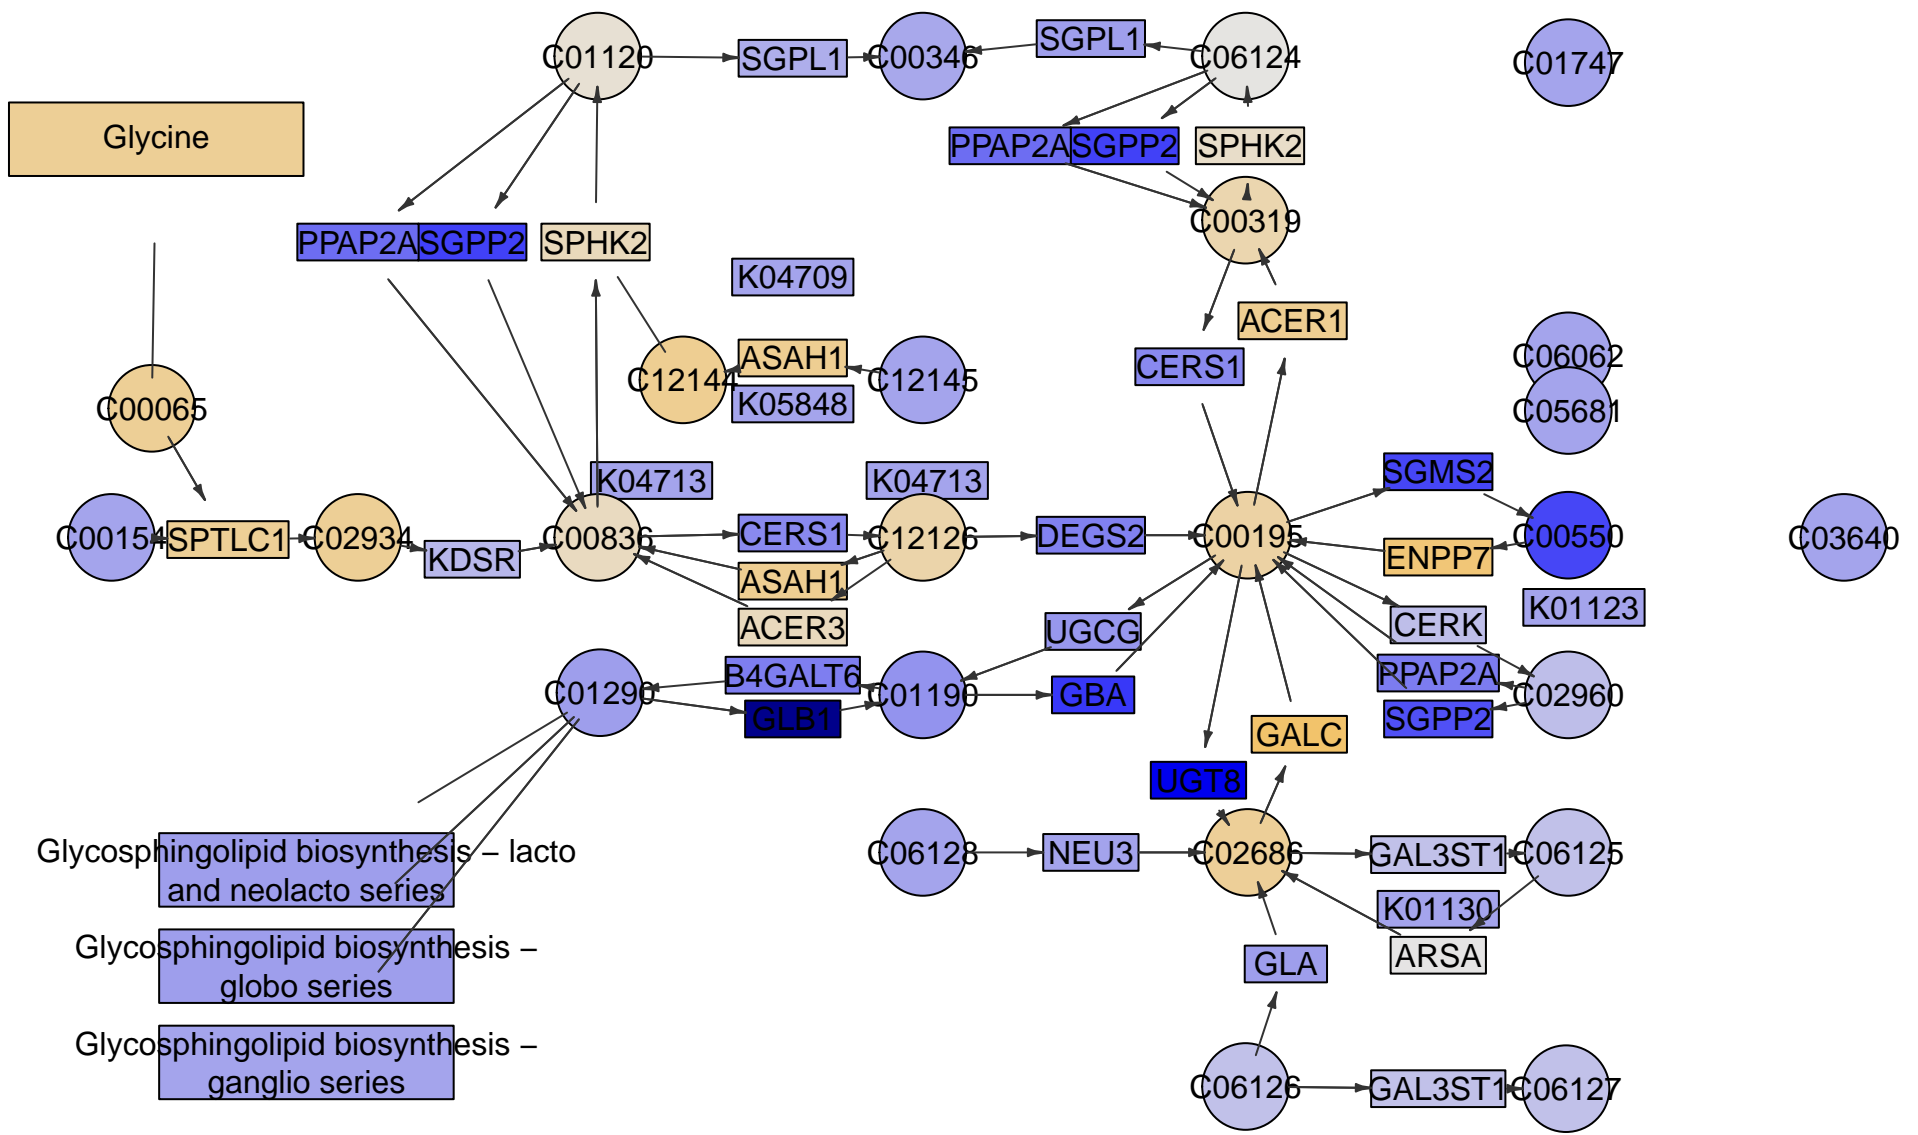 C01120
SGPL1
C00346
SGPL1
C06124
C01747
Glycine
PPAP2A
SGPP2
SPHK2
PPAP2A
SGPP2
SPHK2
C00319
K04709
ACER1
C12144
ASAH1
C12145
CERS1
C06062
K05848
C05681
C00065
K04713
K04713
SGMS2
C00154
SPTLC1
C02934
KDSR
C00836
CERS1
C12126
DEGS2
C00195
ENPP7
C00550
C03640
ASAH1
ACER3
UGCG
CERK
K01123
C01290
B4GALT6
GLB1
C01190
GBA
PPAP2A
SGPP2
C02960
GALC
UGT8
Glycosphingolipid biosynthesis – lacto
and neolacto series
C06128
NEU3
C02686
GAL3ST1
C06125
K01130
ARSA
Glycosphingolipid biosynthesis –
globo series
GLA
Glycosphingolipid biosynthesis –
ganglio series
C06126
GAL3ST1
C06127